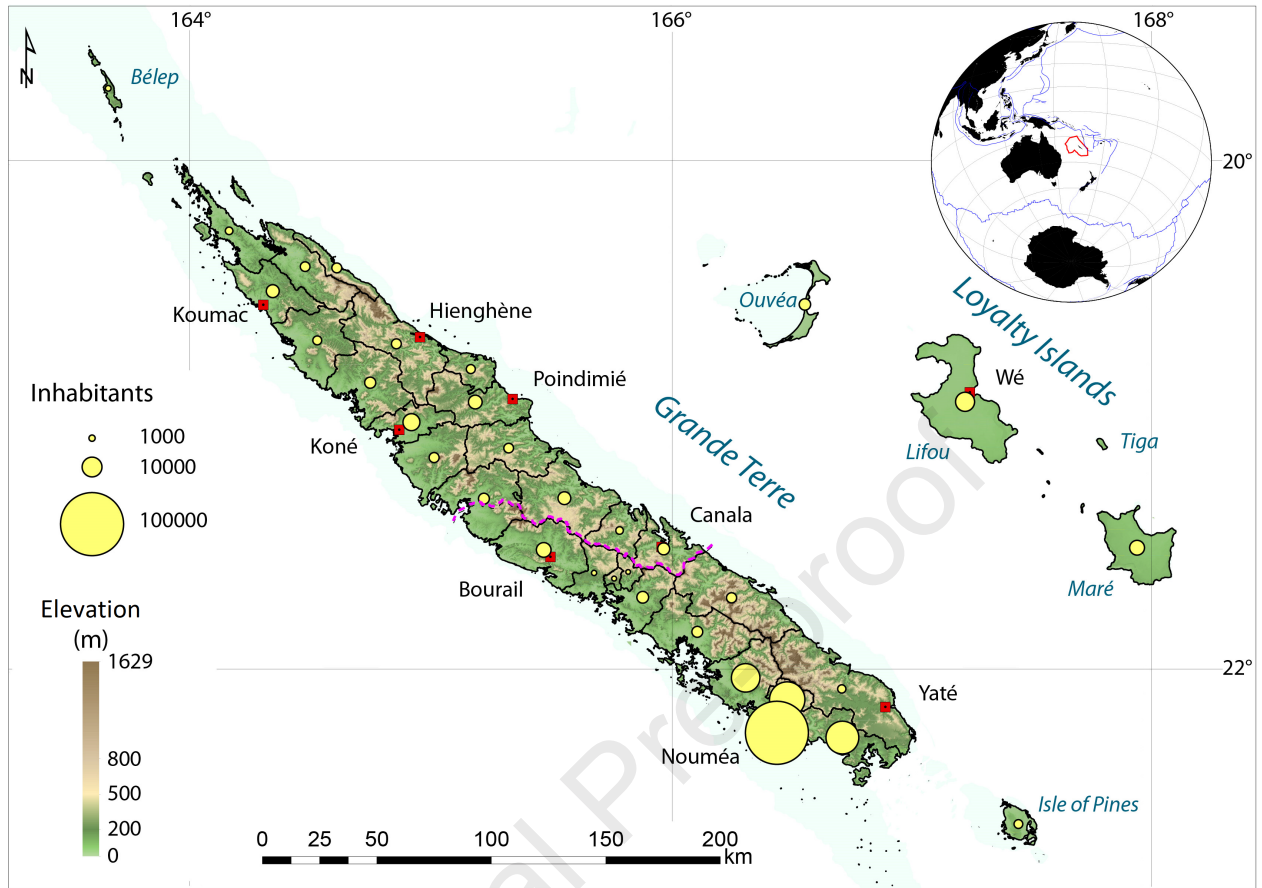 164°
166°
168°
N
Bélep
20°
Ouvéa
Loyalty Islands
Koumac
Hienghène
Wé
Inhabitants
Poindimié
Grande Terre
1000
Koné
Lifou
Tiga
10000
100000
Canala
Bourail
Maré
Elevation
(m)
1629
22°
Yaté
800
Nouméa
500
Isle of Pines
200
0
0 25 50 100 150 200
km
al Pre-proof